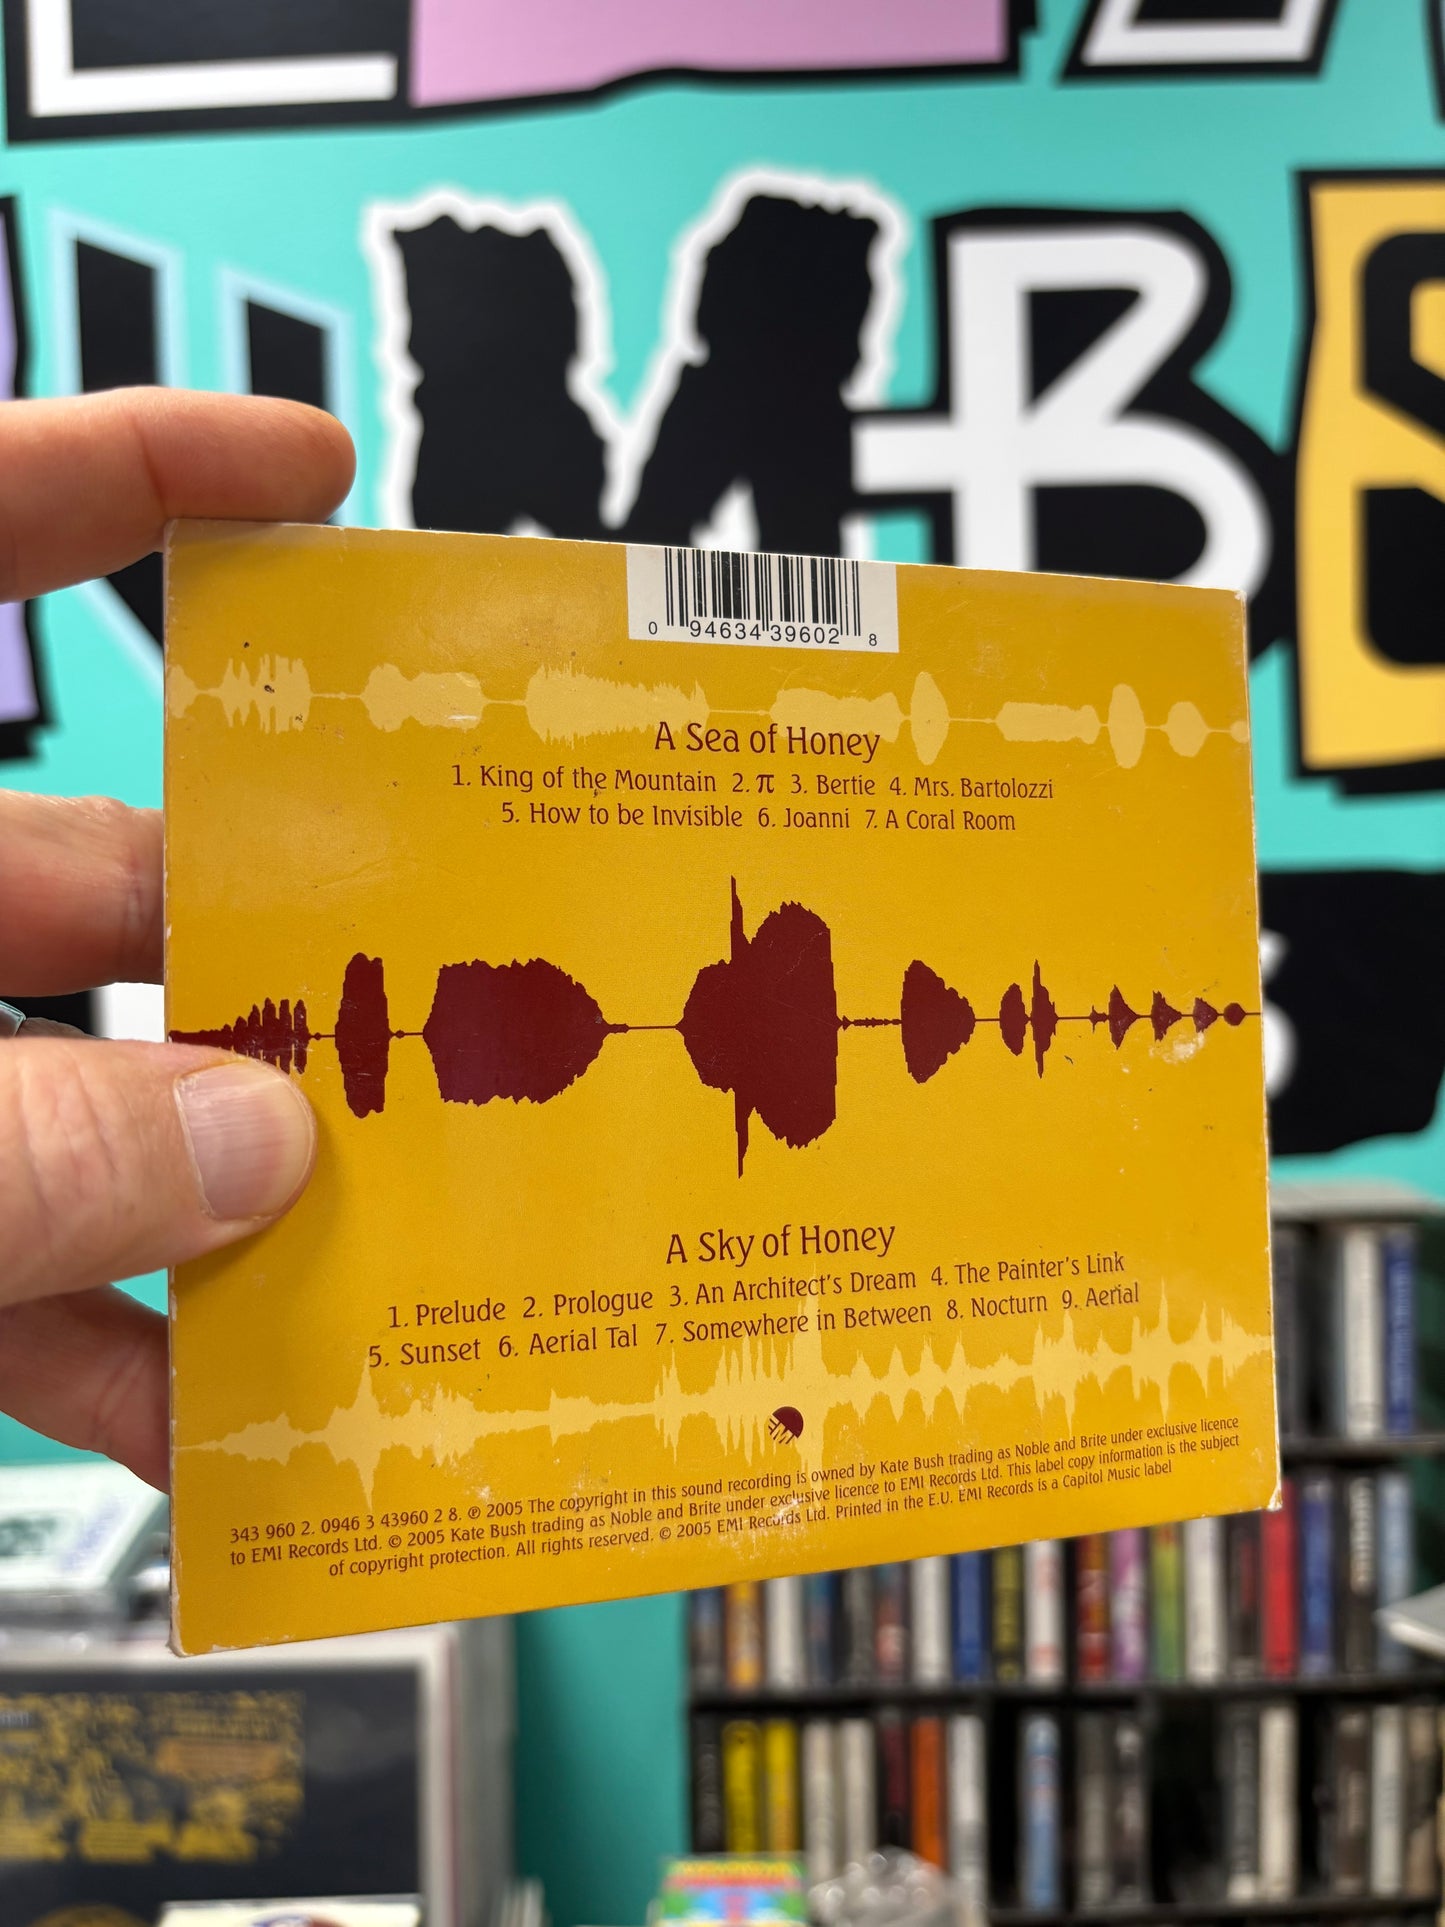 UMBS
0 94634 39602 8
A Sea of Honey
1. King of the Mountain 2. π 3. Bertie 4. Mrs. Bartolozzi
5. How to be Invisible 6. Joanni 7. A Coral Room
A Sky of Honey
1. Prelude 2. Prologue 3. An Architect's Dream 4. The Painter's Link
5. Sunset 6. Aerial Tal 7. Somewhere in Between 8. Nocturn 9. Aerial
EMI
343 960 2. 0946 3 43960 2 8. ℗ 2005 The copyright in this sound recording is owned by Kate Bush trading as Noble and Brite under exclusive licence
to EMI Records Ltd. © 2005 Kate Bush trading as Noble and Brite under exclusive licence to EMI Records Ltd. This label copy information is the subject
of copyright protection. All rights reserved. © 2005 EMI Records Ltd. Printed in the E.U. EMI Records is a Capitol Music label